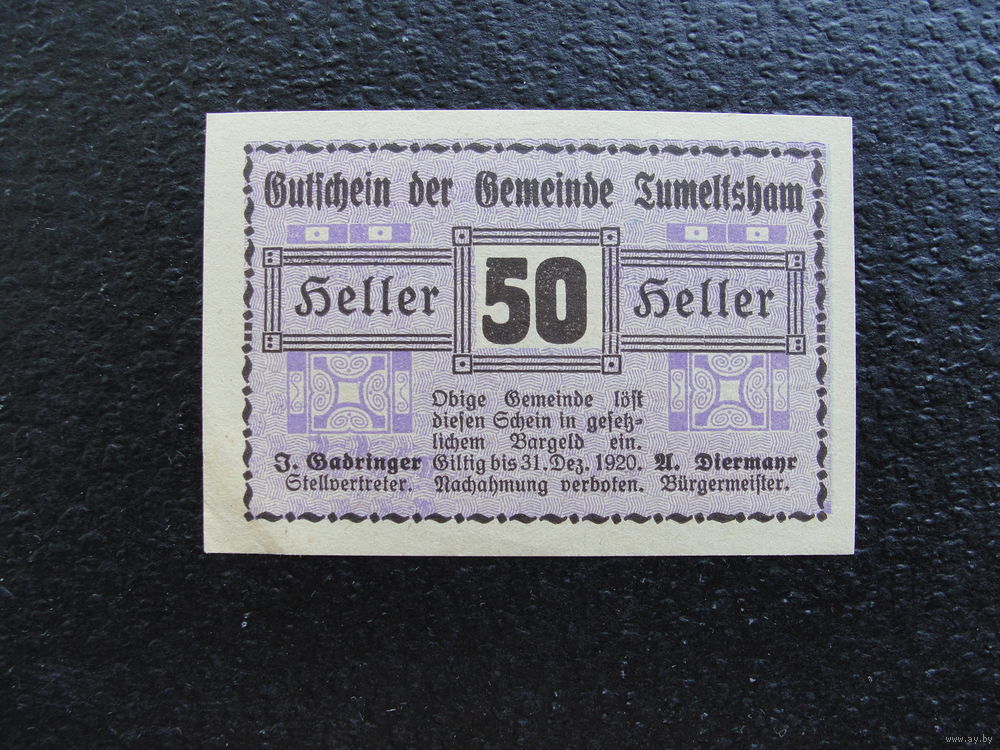 Gutschein der Gemeinde Tumeltsham
Heller 50 Heller
Obige Gemeinde löst
diesen Schein in gesetz-
lichem Bargeld ein.
J. Gadringer Giltig bis 31. Dez. 1920. A. Diermayr
Stellvertreter. Nachahmung verboten. Bürgermeister.
www.ay.by